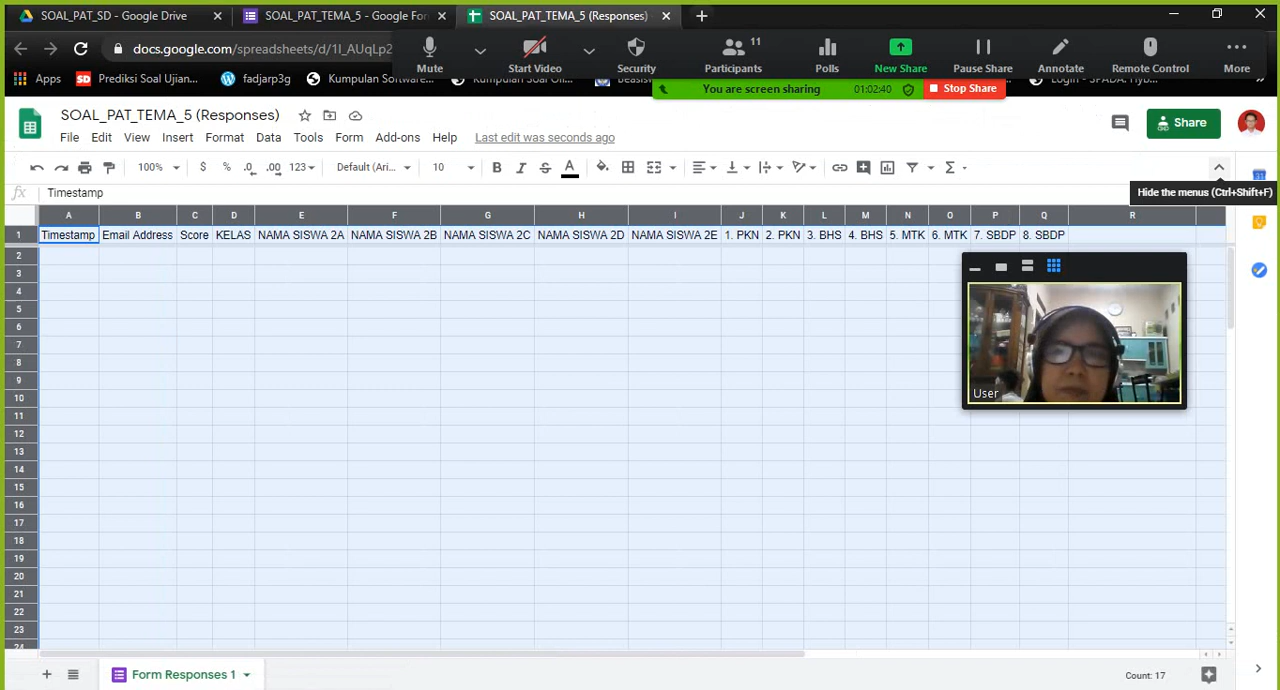 SOAL_PAT_SD - Google Drive
SOAL_PAT_TEMA_5 - Google For
SOAL_PAT_TEMA_5 (Responses)
docs.google.com/spreadsheets/d/1I_AUqLp2
Mute
Start Video
Security
Participants 11
Polls
New Share
Pause Share
Annotate
Remote Control
More
Apps
Prediksi Soal Ujian...
fadjarp3g
Kumpulan Software...
You are screen sharing
01:02:40
Stop Share
SOAL_PAT_TEMA_5 (Responses)
Share
File Edit View Insert Format Data Tools Form Add-ons Help Last edit was seconds ago
100% $ % .0 .00 123 Default (Ari... 10 B I S A Σ
fx Timestamp
Hide the menus (Ctrl+Shift+F)
A B C D E F G H I J K L M N O P Q R
1 Timestamp Email Address Score KELAS NAMA SISWA 2A NAMA SISWA 2B NAMA SISWA 2C NAMA SISWA 2D NAMA SISWA 2E 1. PKN 2. PKN 3. BHS 4. BHS 5. MTK 6. MTK 7. SBDP 8. SBDP
2
3
4
5
6
7
8
9
10
11
12
13
14
15
16
17
18
19
20
21
22
23
24
User
Form Responses 1
Count: 17